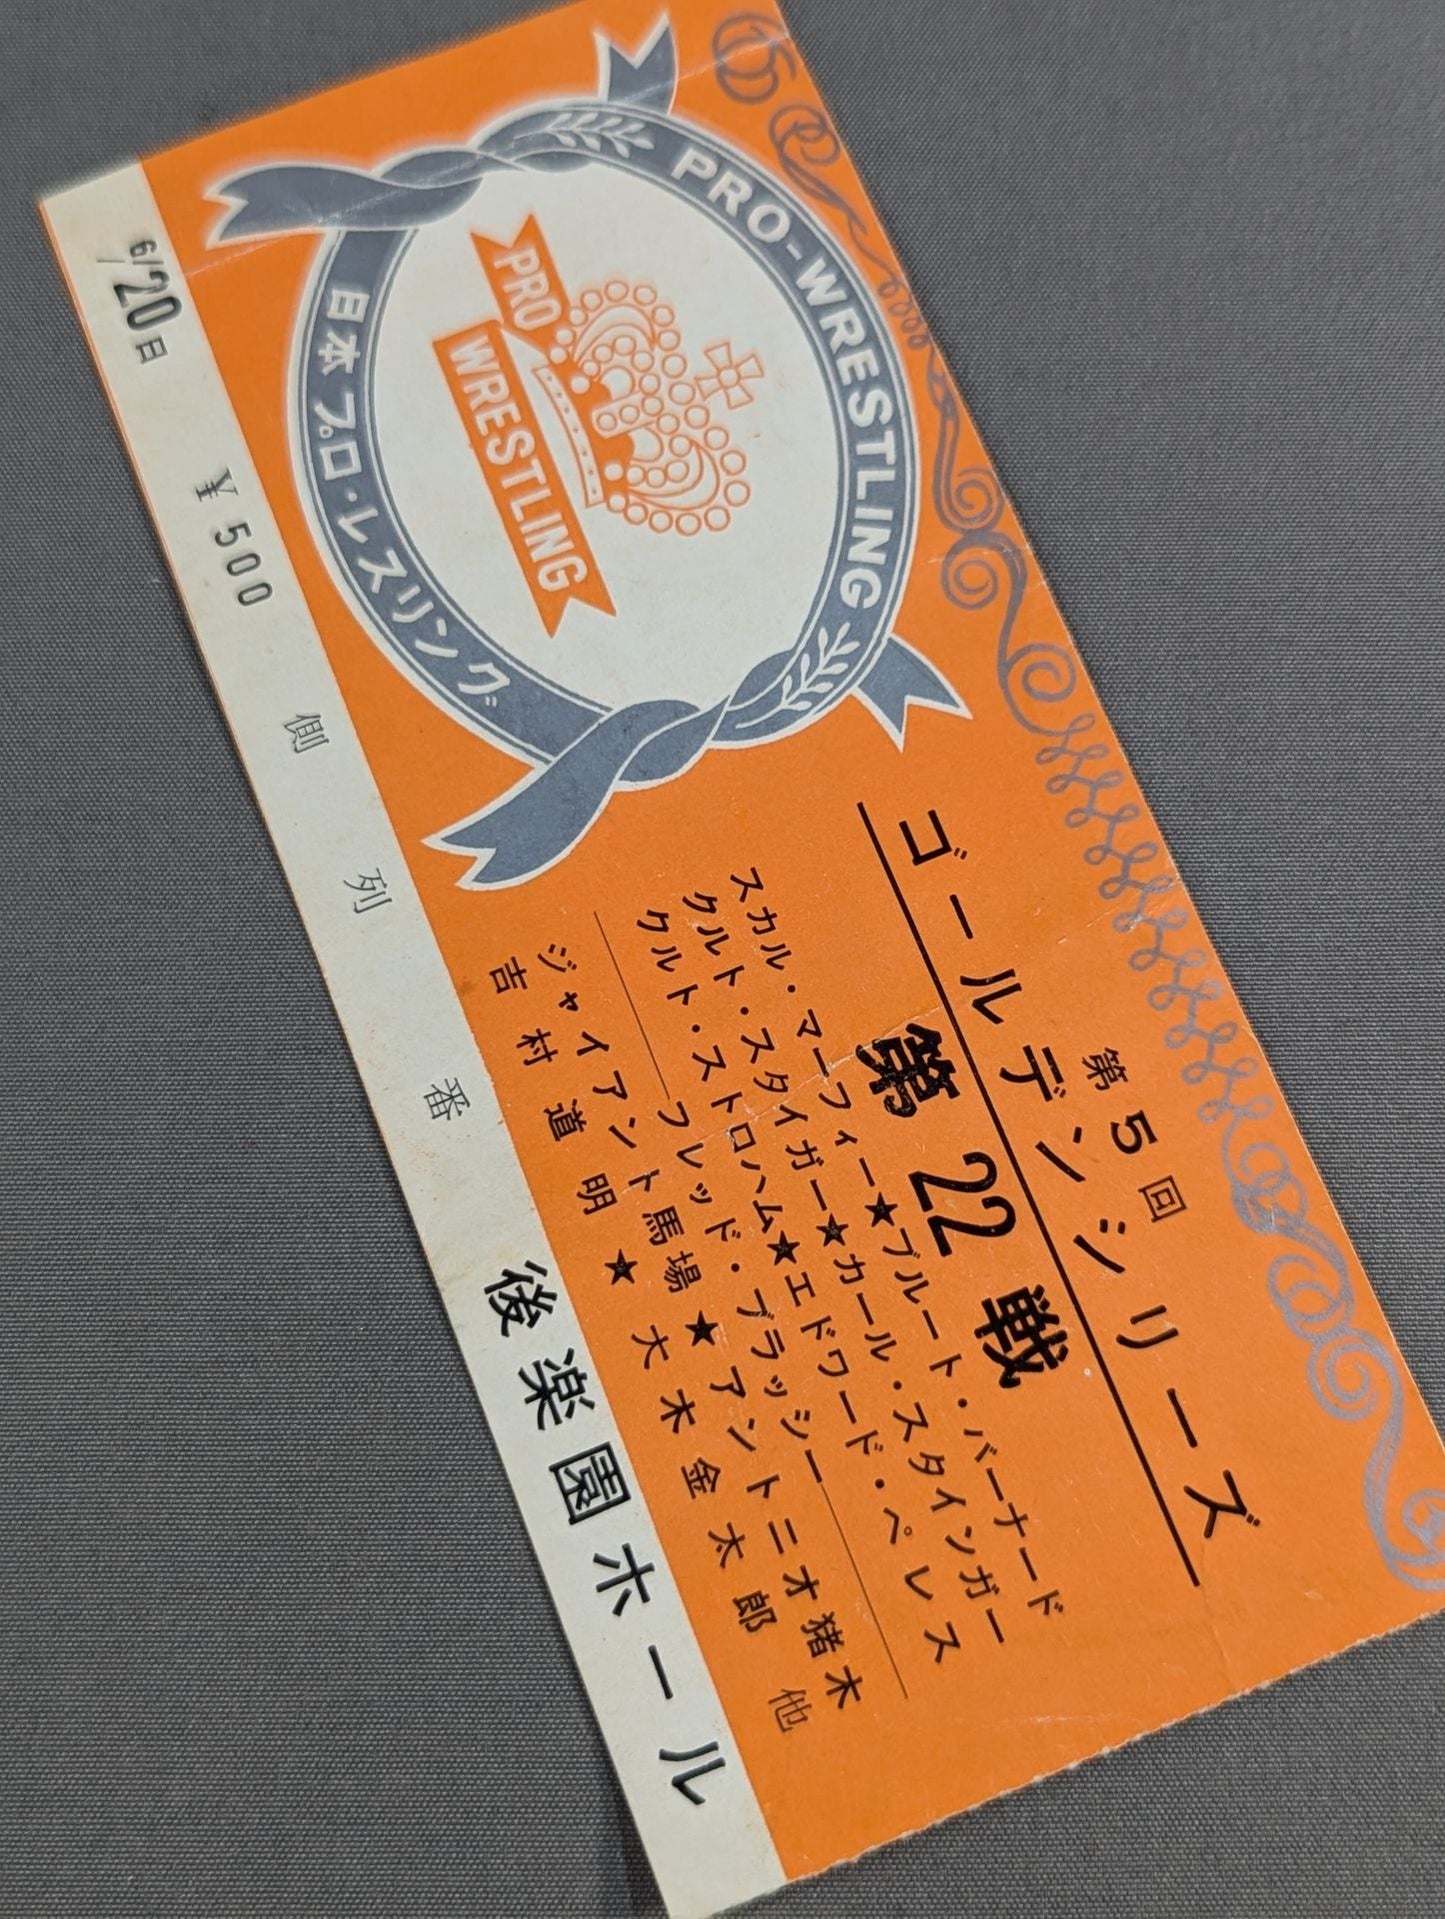 PRO-WRESTLING
PRO
WRESTLING
日本プロ・レスリング
第5回
ゴールデンシリーズ
第22戦
スカル・マーフィー★ブルート・バーナード
クルト・スタイガー★カール・スタインガー
クルト・ストロハム★エドワード・ペレス
フレッド・ブラッシー
ジャイアント馬場★アントニオ猪木
吉村道明★大木金太郎 他
6/20日 ¥500 側 列 番 後楽園ホール